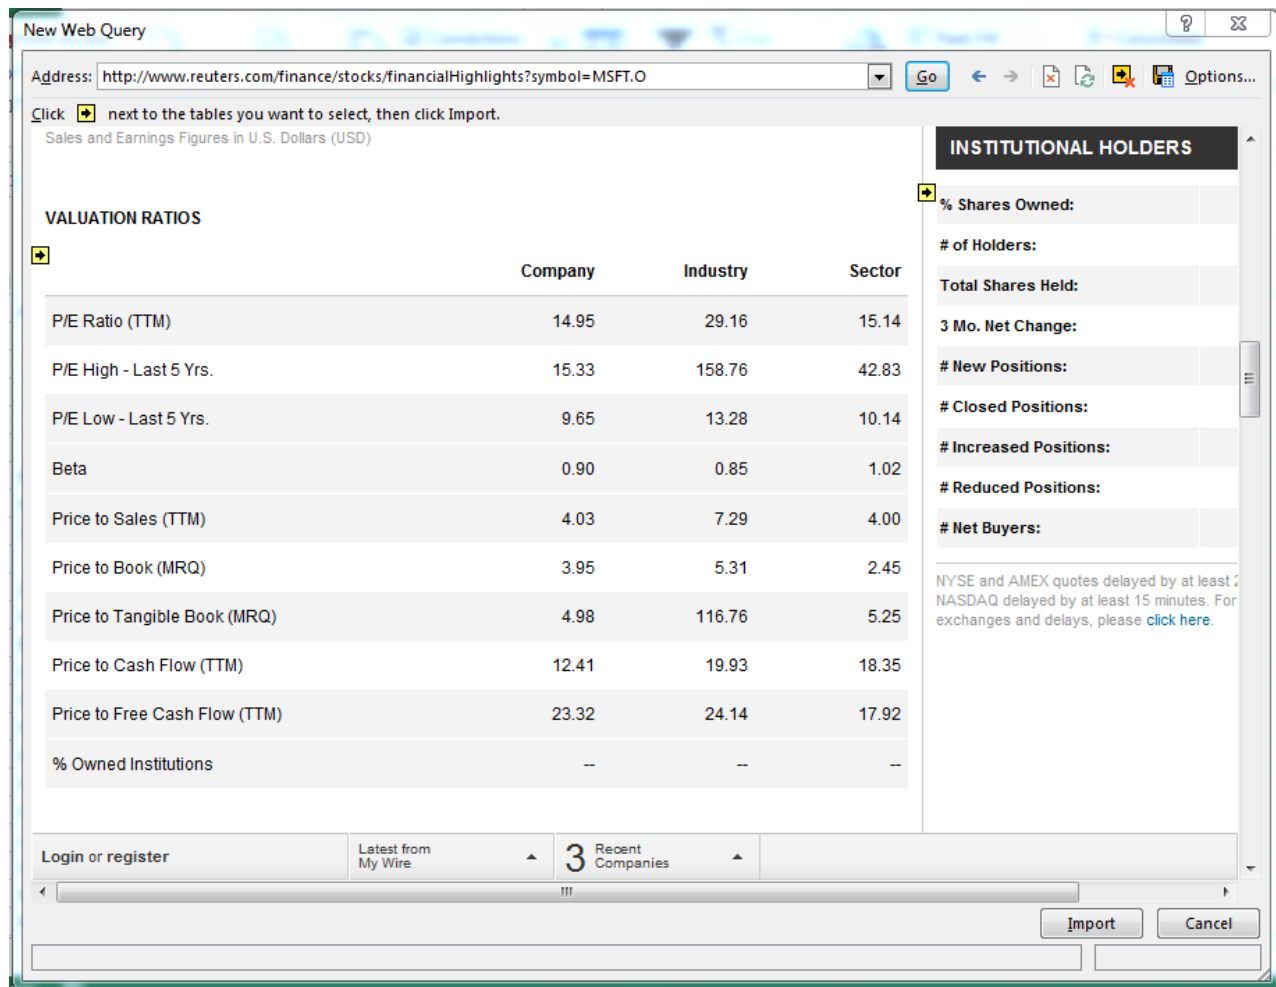 New Web Query
Address: http://www.reuters.com/finance/stocks/financialHighlights?symbol=MSFT.O Go Options...
Click next to the tables you want to select, then click Import.
Sales and Earnings Figures in U.S. Dollars (USD)
VALUATION RATIOS
Company Industry Sector
P/E Ratio (TTM) 14.95 29.16 15.14
P/E High - Last 5 Yrs. 15.33 158.76 42.83
P/E Low - Last 5 Yrs. 9.65 13.28 10.14
Beta 0.90 0.85 1.02
Price to Sales (TTM) 4.03 7.29 4.00
Price to Book (MRQ) 3.95 5.31 2.45
Price to Tangible Book (MRQ) 4.98 116.76 5.25
Price to Cash Flow (TTM) 12.41 19.93 18.35
Price to Free Cash Flow (TTM) 23.32 24.14 17.92
% Owned Institutions -- -- --
INSTITUTIONAL HOLDERS
% Shares Owned:
# of Holders:
Total Shares Held:
3 Mo. Net Change:
# New Positions:
# Closed Positions:
# Increased Positions:
# Reduced Positions:
# Net Buyers:
NYSE and AMEX quotes delayed by at least
NASDAQ delayed by at least 15 minutes. For
exchanges and delays, please click here.
Login or register
Latest from
My Wire
3 Recent
Companies
Import Cancel